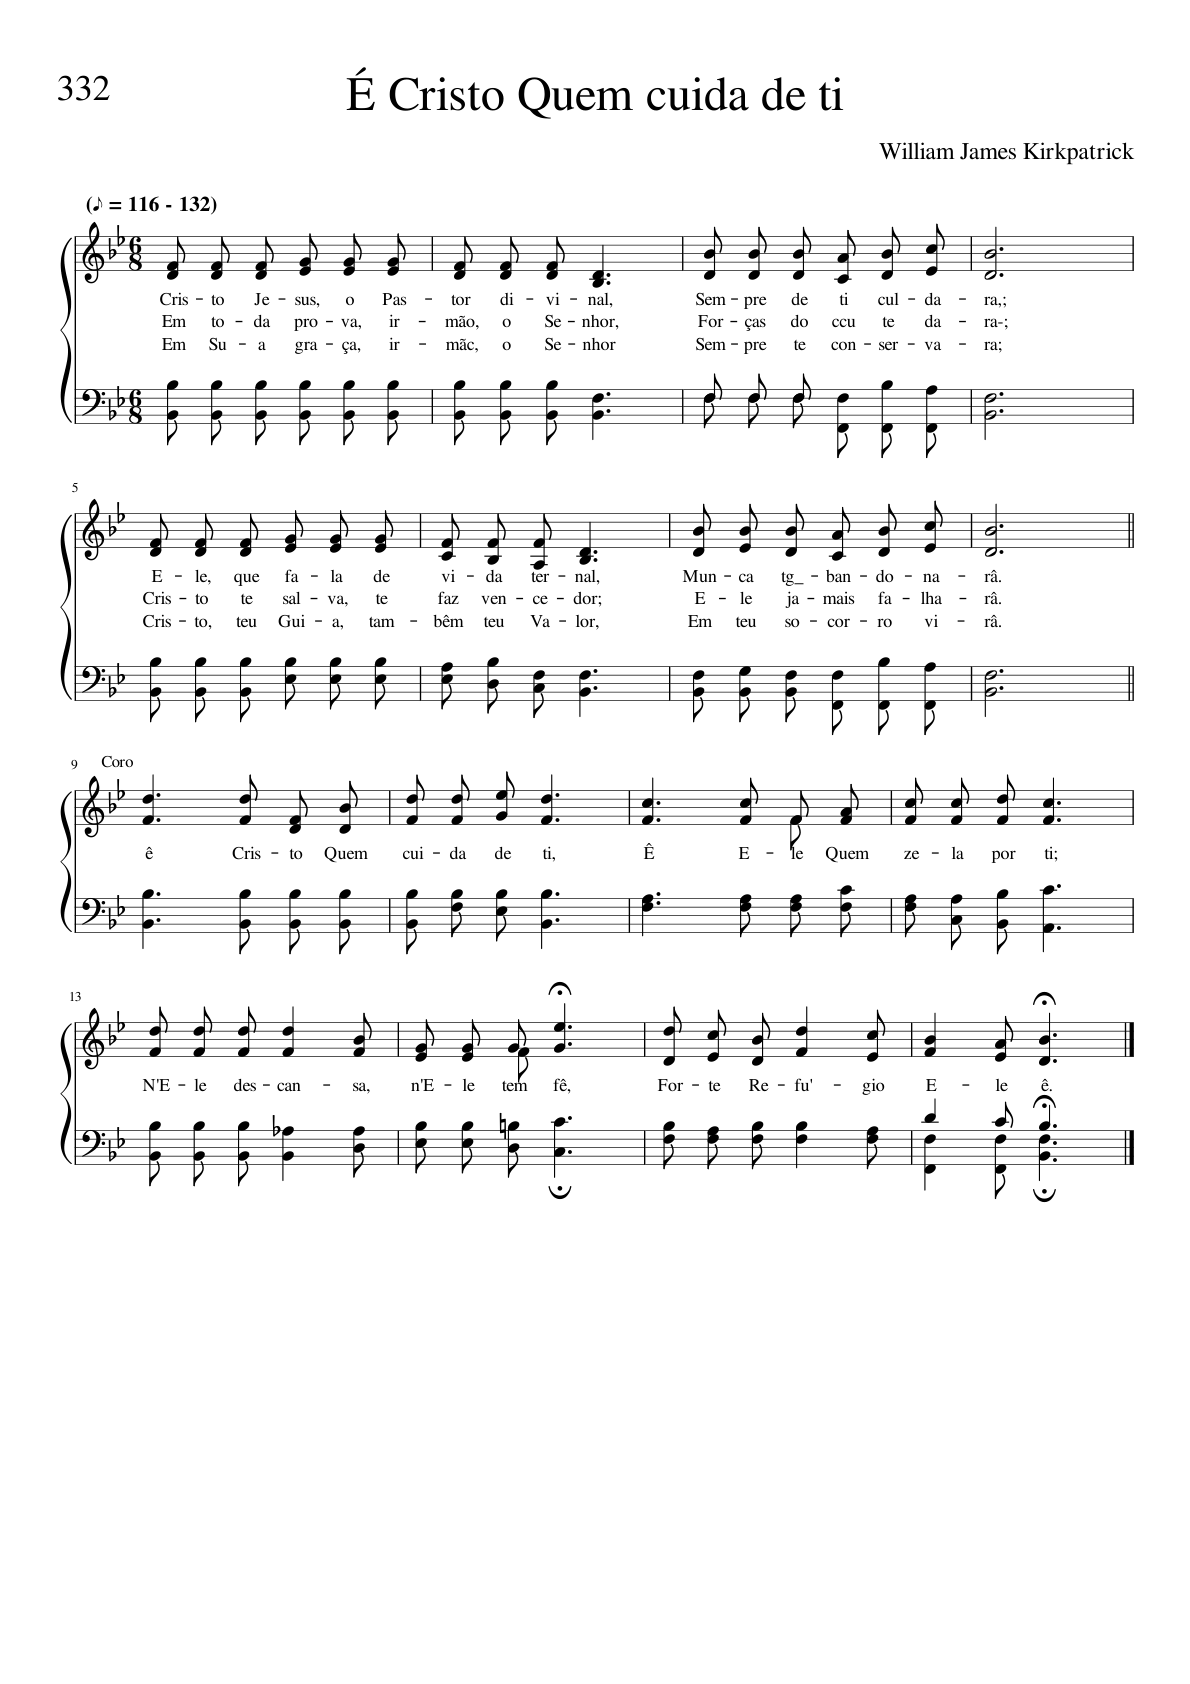 332
É Cristo Quem cuida de ti
William James Kirkpatrick
(♪ = 116 - 132)
6 8
Cris - to Je - sus, o Pas - tor di - vi - nal, Sem - pre de ti cul - da - ra,;
Em to - da pro - va, ir - mão, o Se - nhor, For - ças do ccu te da - ra-;
Em Su - a gra - ça, ir - mãc, o Se - nhor Sem - pre te con - ser - va - ra;
6 8
5
E - le, que fa - la de vi - da ter - nal, Mun - ca tg_ - ban - do - na - râ.
Cris - to te sal - va, te faz ven - ce - dor; E - le ja - mais fa - lha - râ.
Cris - to, teu Gui - a, tam - bêm teu Va - lor, Em teu so - cor - ro vi - râ.
9 Coro
ê Cris - to Quem cui - da de ti, Ê E - le Quem ze - la por ti;
13
N'E - le des - can - sa, n'E - le tem fê, For - te Re - fu' - gio E - le ê.